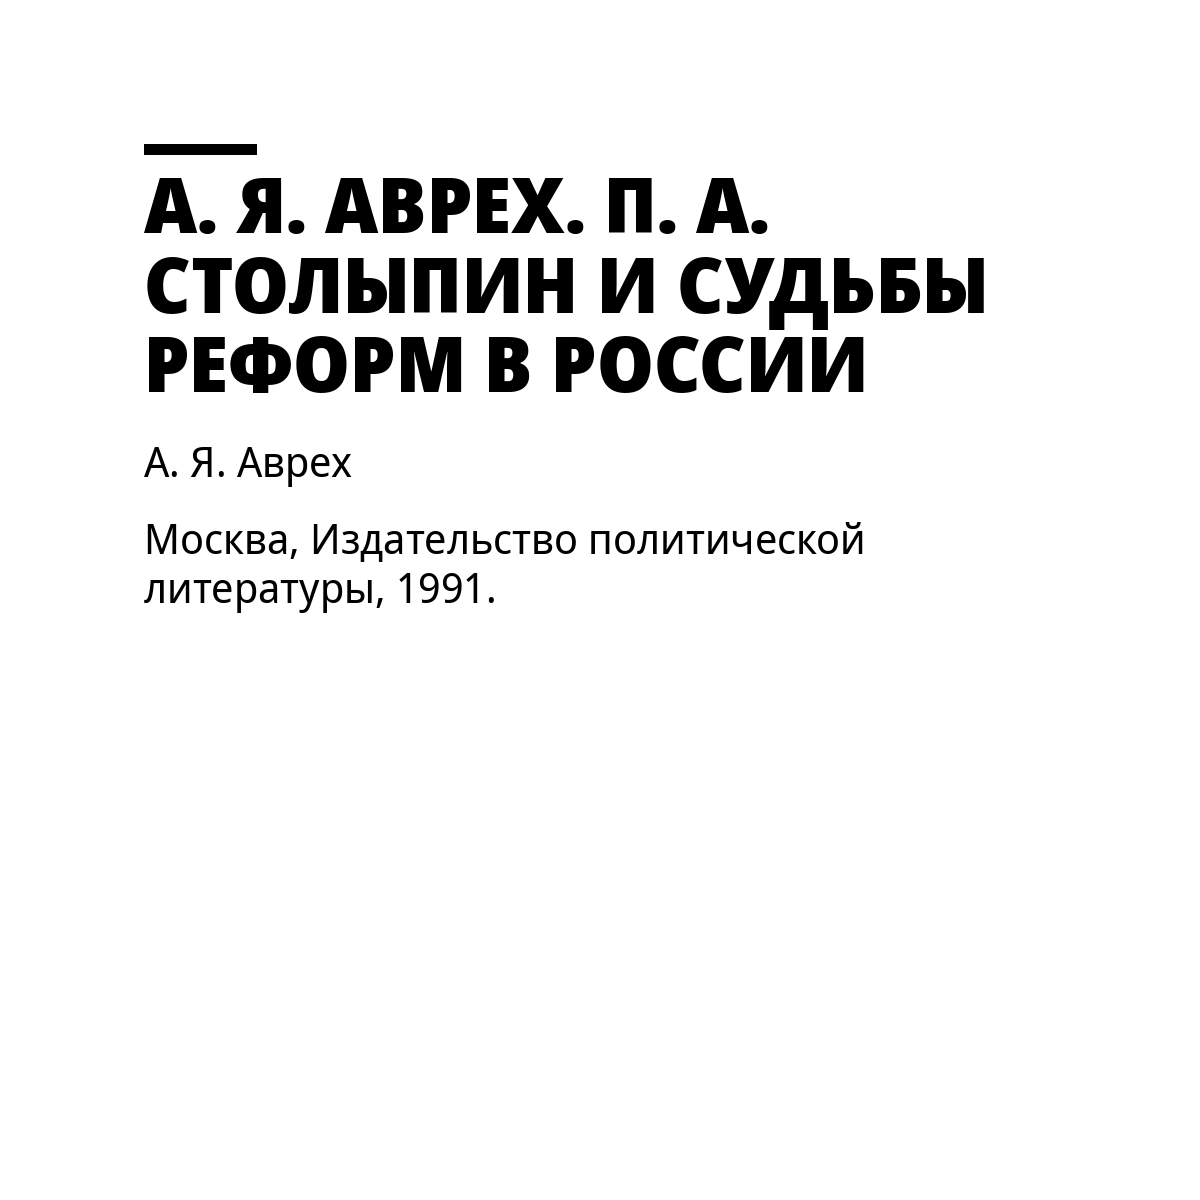 А. Я. АВРЕХ. П. А.
СТОЛЫПИН И СУДЬБЫ
РЕФОРМ В РОССИИ
А. Я. Аврех
Москва, Издательство политической
литературы, 1991.